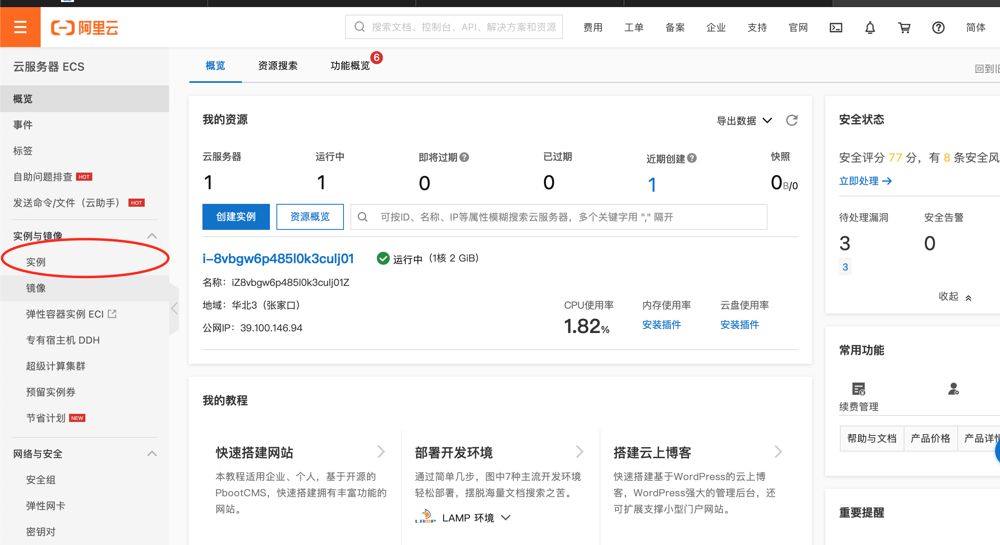 阿里云
搜索文档、控制台、API、解决方案和资源
费用 工单 备案 企业 支持 官网 简体
云服务器 ECS
概览
事件
标签
自助问题排查 HOT
发送命令/文件（云助手） HOT
实例与镜像
实例
镜像
弹性容器实例 ECI
专有宿主机 DDH
超级计算集群
预留实例券
节省计划 NEW
网络与安全
安全组
弹性网卡
密钥对
概览 资源搜索 功能概览 6
回到旧
我的资源 导出数据
云服务器 运行中 即将过期 已过期 近期创建 快照
1 1 0 0 1 0B/0
创建实例 资源概览 可按ID、名称、IP等属性模糊搜索云服务器，多个关键字用 "," 隔开
i-8vbgw6p485l0k3culj01 运行中（1核 2 GiB）
名称：iZ8vbgw6p485l0k3culj01Z
地域：华北3（张家口）
公网IP：39.100.146.94
CPU使用率 内存使用率 云盘使用率
1.82% 安装插件 安装插件
我的教程
快速搭建网站
本教程适用企业、个人，基于开源的
PbootCMS，快速搭建拥有丰富功能的
网站。
部署开发环境
通过简单几步，图中7种主流开发环境
轻松部署，摆脱海量文档搜索之苦。
LAMP LAMP 环境
搭建云上博客
快速搭建基于WordPress的云上博
客，WordPress强大的管理后台，还
可扩展支撑小型门户网站。
安全状态
安全评分 77 分，有 8 条安全风
立即处理
待处理漏洞 安全告警
3 0
3
收起
常用功能
续费管理
帮助与文档 产品价格 产品详情
重要提醒